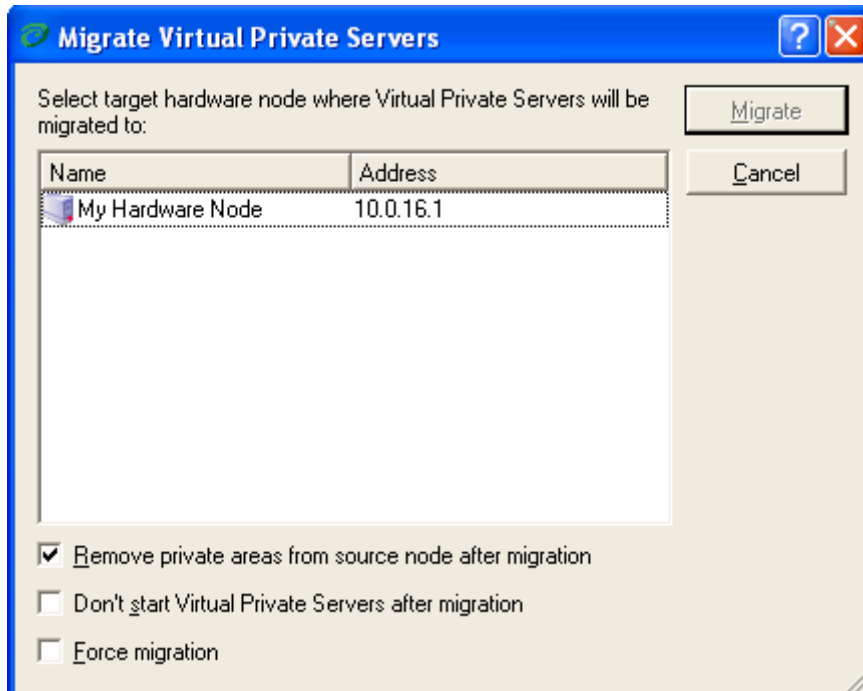 Migrate Virtual Private Servers
?
Select target hardware node where Virtual Private Servers will be
migrated to:
Migrate
Cancel
Name Address
My Hardware Node 10.0.16.1
Remove private areas from source node after migration
Don't start Virtual Private Servers after migration
Force migration